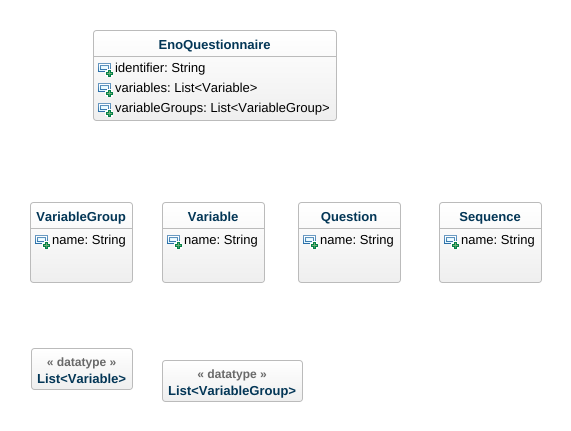 EnoQuestionnaire
identifier: String
variables: List<Variable>
variableGroups: List<VariableGroup>
VariableGroup
name: String
Variable
name: String
Question
name: String
Sequence
name: String
« datatype »
List<Variable>
« datatype »
List<VariableGroup>